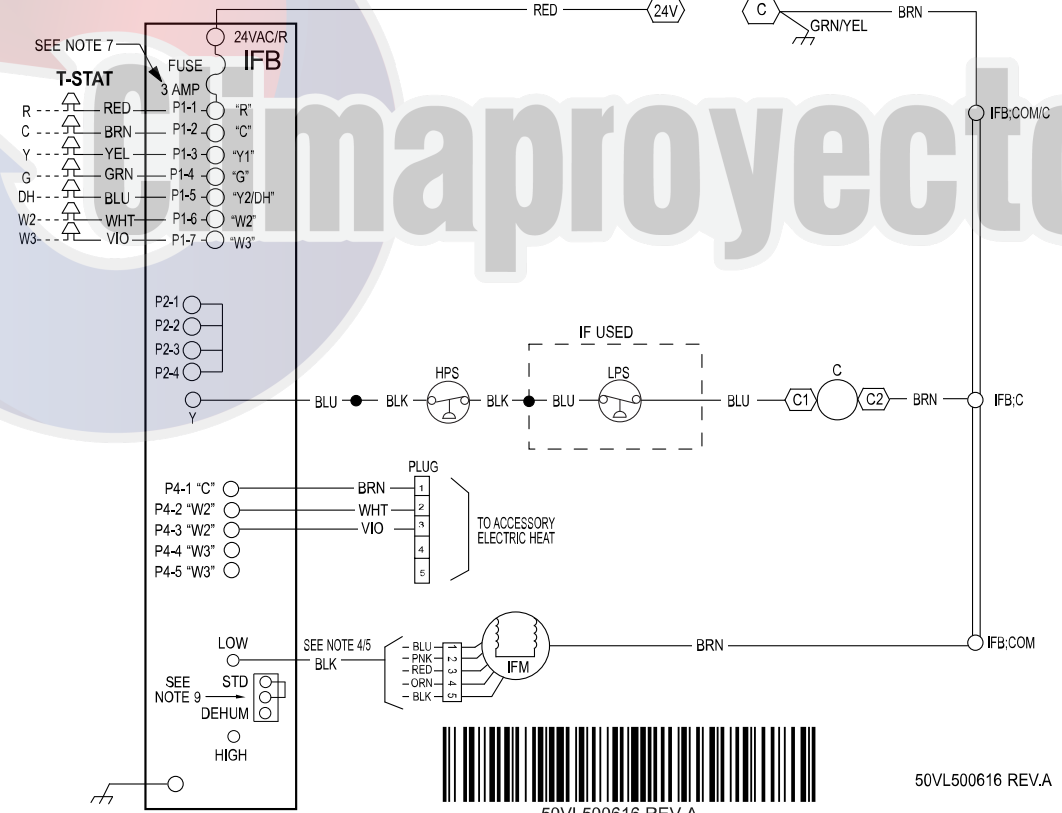 RED
24V
C
BRN
GRN/YEL
SEE NOTE 7
24VAC/R
IFB
FUSE
3 AMP
T-STAT
R RED P1-1 "R"
C BRN P1-2 "C"
Y YEL P1-3 "Y1"
G GRN P1-4 "G"
DH BLU P1-5 "Y2/DH"
W2 WHT P1-6 "W2"
W3 VIO P1-7 "W3"
IFB;COM/C
Climaproyecto
P2-1
P2-2
P2-3
P2-4
Y
IF USED
HPS
LPS
C
BLU BLK BLK BLU BLU C1 C2 BRN IFB;C
PLUG
P4-1 "C" BRN 1
P4-2 "W2" WHT 2
P4-3 "W2" VIO 3
P4-4 "W3" 4
P4-5 "W3" 5
TO ACCESSORY
ELECTRIC HEAT
LOW
SEE NOTE 4/5
BLK
BLU 1
PNK 2
RED 3
ORN 4
BLK 5
IFM
BRN
IFB;COM
SEE
NOTE 9
STD
DEHUM
HIGH
50VL500616 REV.A
50VL500616 REV.A